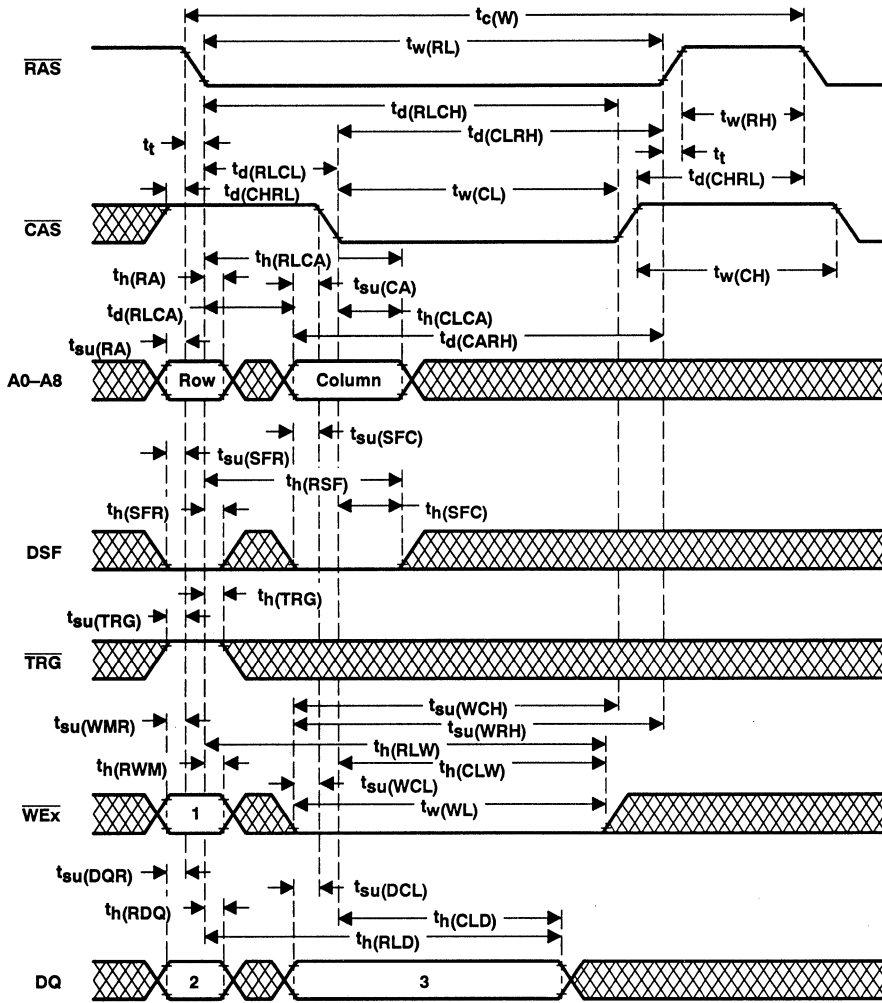 tc(W)
tw(RL)
RAS
td(RLCH)
tw(RH)
td(CLRH)
tt
tt
td(RLCL)
td(CHRL)
td(CHRL)
tw(CL)
CAS
th(RLCA)
th(RA)
tw(CH)
tsu(CA)
td(RLCA)
th(CLCA)
td(CARH)
tsu(RA)
A0–A8
Row
Column
tsu(SFC)
tsu(SFR)
th(RSF)
th(SFR)
th(SFC)
DSF
th(TRG)
tsu(TRG)
TRG
tsu(WCH)
tsu(WMR)
tsu(WRH)
th(RLW)
th(CLW)
th(RWM)
tsu(WCL)
tw(WL)
WEx
1
tsu(DQR)
tsu(DCL)
th(RDQ)
th(CLD)
th(RLD)
DQ
2
3